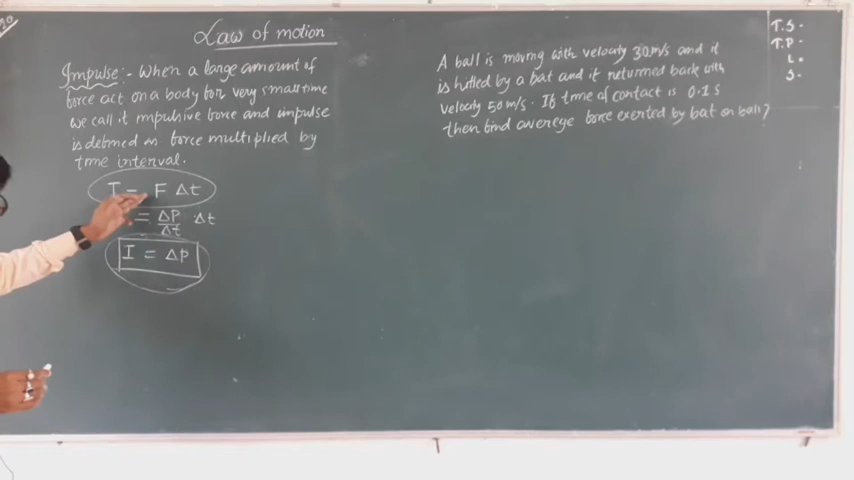 Law of motion
Impulse:- When a large amount of
force act on a body for very small time
we call it impulsive force and impulse
is defined as force multiplied by
time interval.
I = F Δt
= ΔP/Δt Δt
I = ΔP
A ball is moving with velocity 30m/s and it
is hitted by a bat and it returned back with
velocity 50 m/s. If time of contact is 0.1 s
then find averege force exerted by bat on ball?
T.S -
T.P -
L -
S -